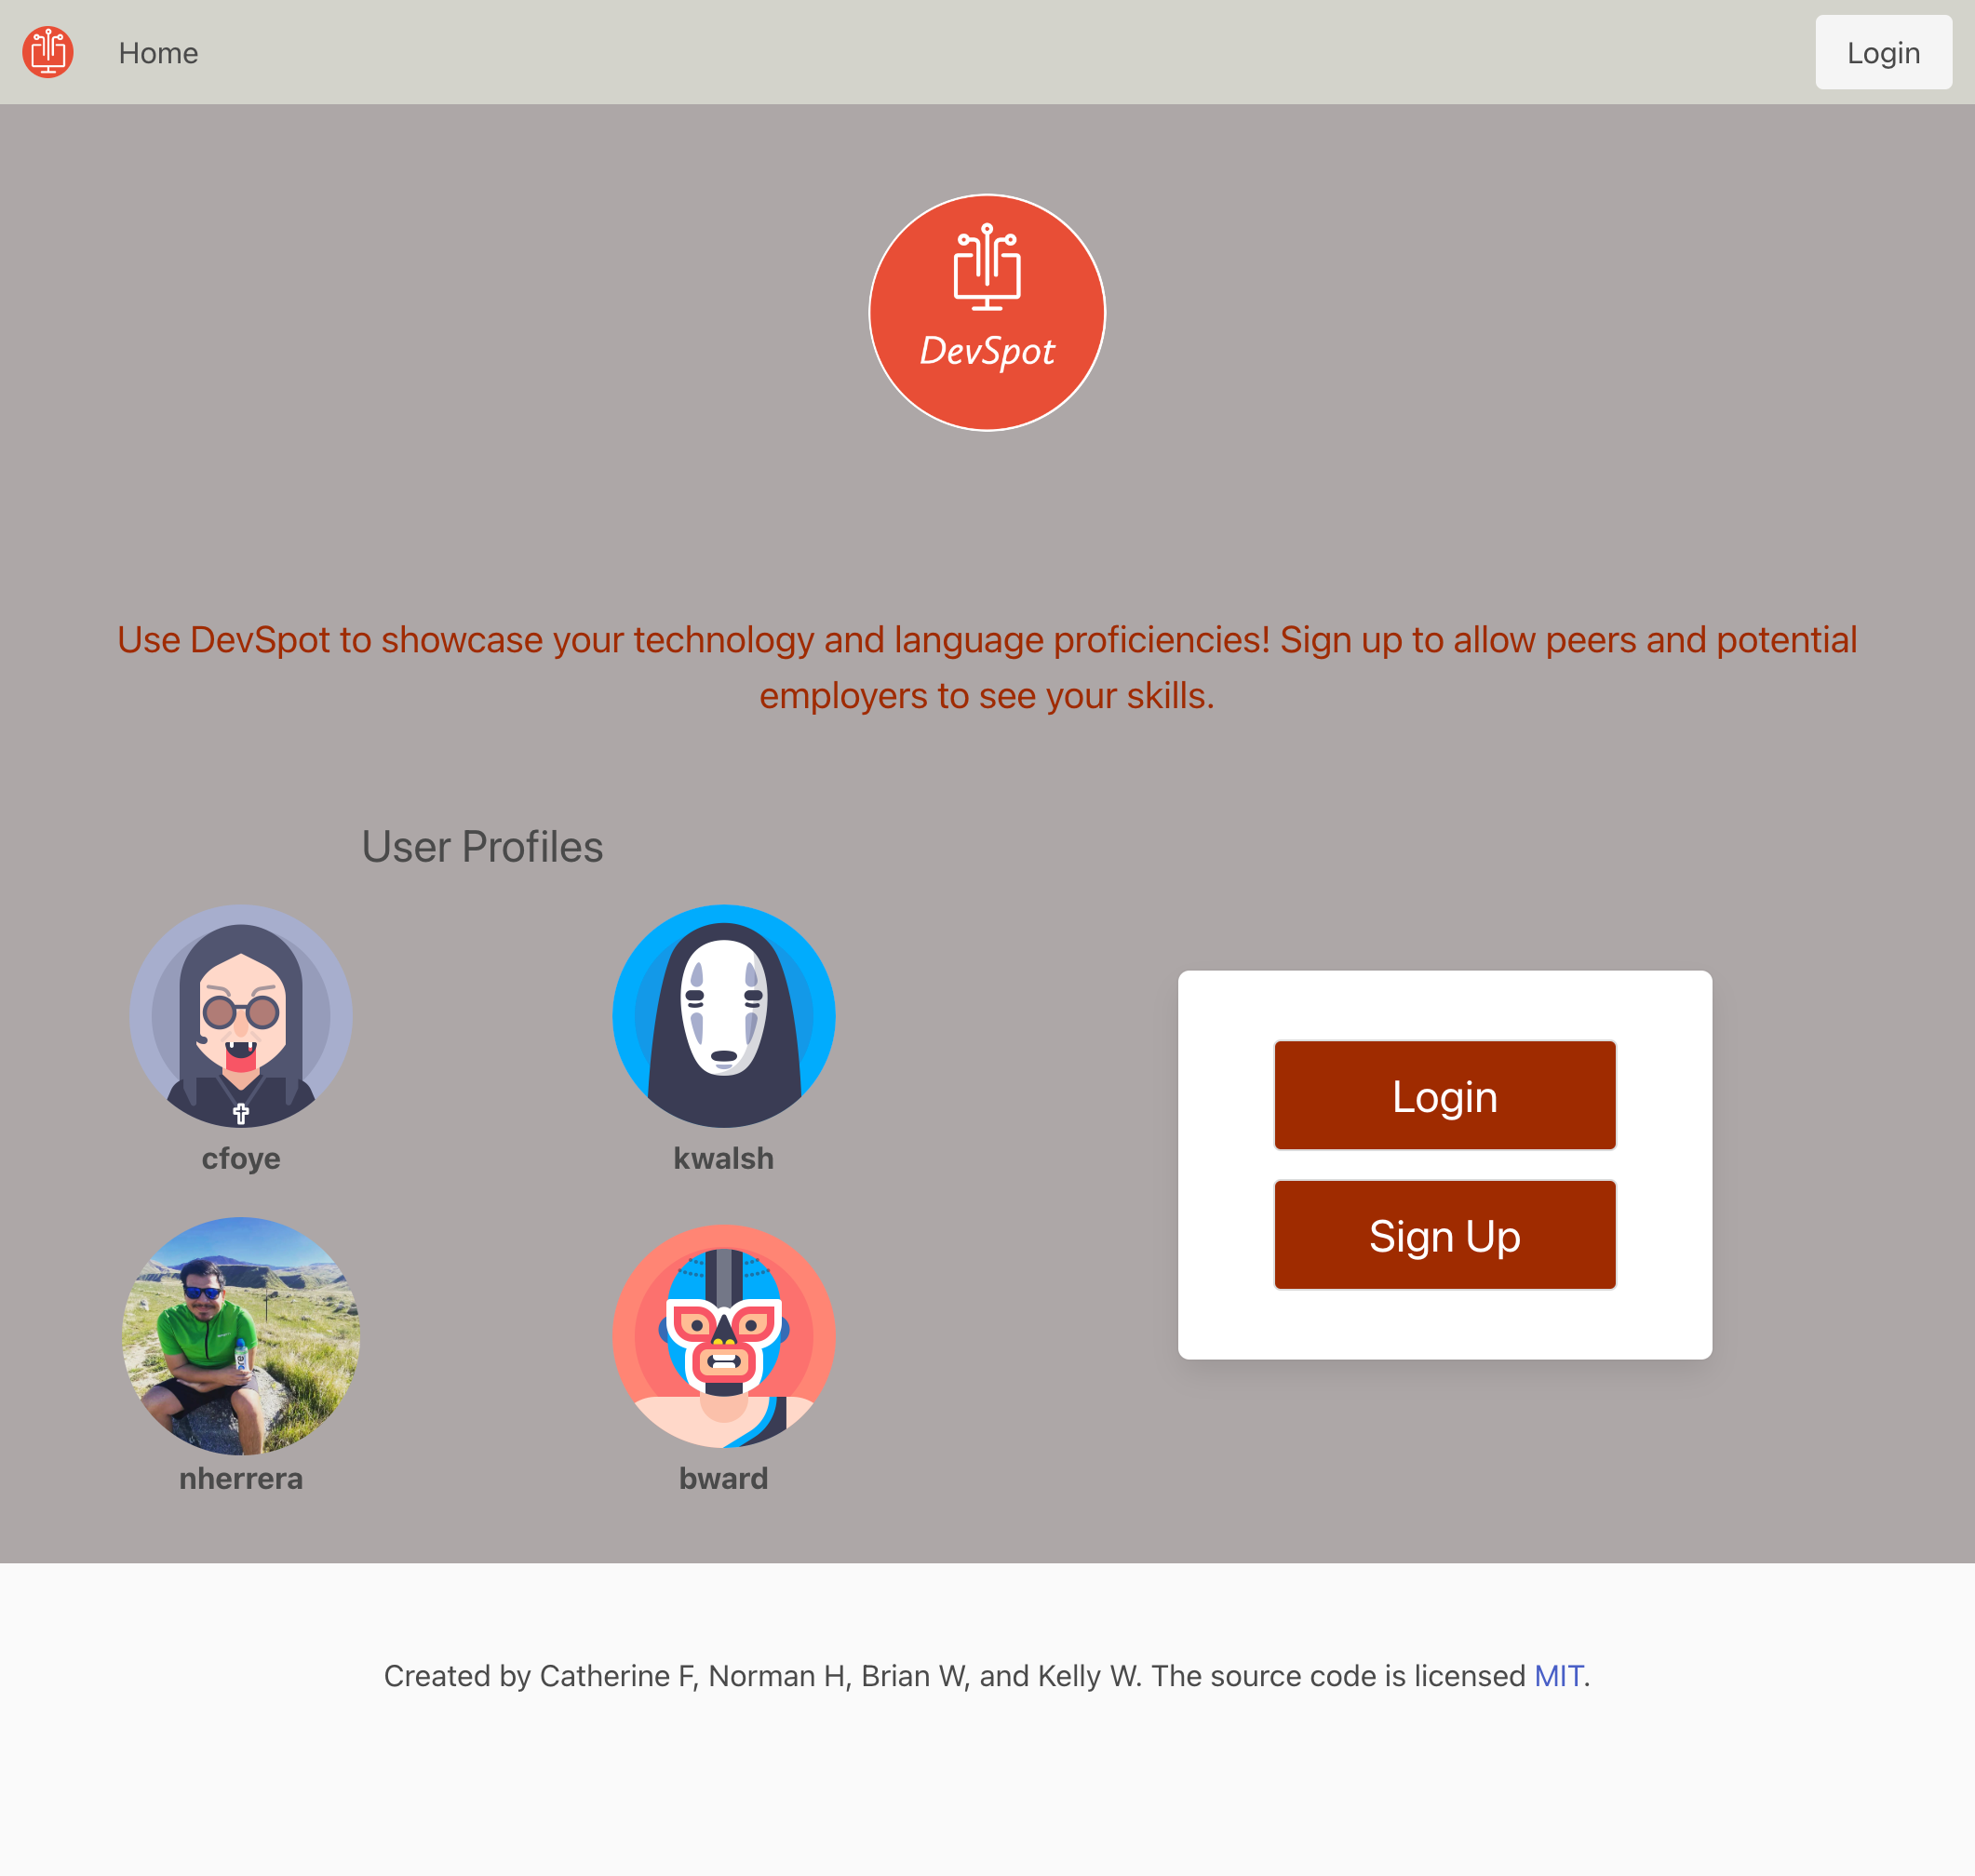 Home
Login
DevSpot
Use DevSpot to showcase your technology and language proficiencies! Sign up to allow peers and potential
employers to see your skills.
User Profiles
cfoye
kwalsh
nherrera
bward
Login
Sign Up
Created by Catherine F, Norman H, Brian W, and Kelly W. The source code is licensed MIT.